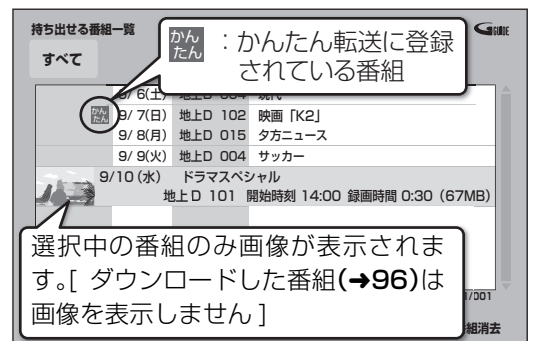 持ち出せる番組一覧
GGUIDE
すべて
かんたん：かんたん転送に登録
されている番組
9/ 6(土) 地上D 004 現代
かんたん 9/ 7(日) 地上D 102 映画「K2」
9/ 8(月) 地上D 015 夕方ニュース
9/ 9(火) 地上D 004 サッカー
9/10(水) ドラマスペシャル
地上D 101 開始時刻 14:00 録画時間 0:30（67MB）
選択中の番組のみ画像が表示されま
す。[ ダウンロードした番組(➔96)は
画像を表示しません ]
/001
組消去